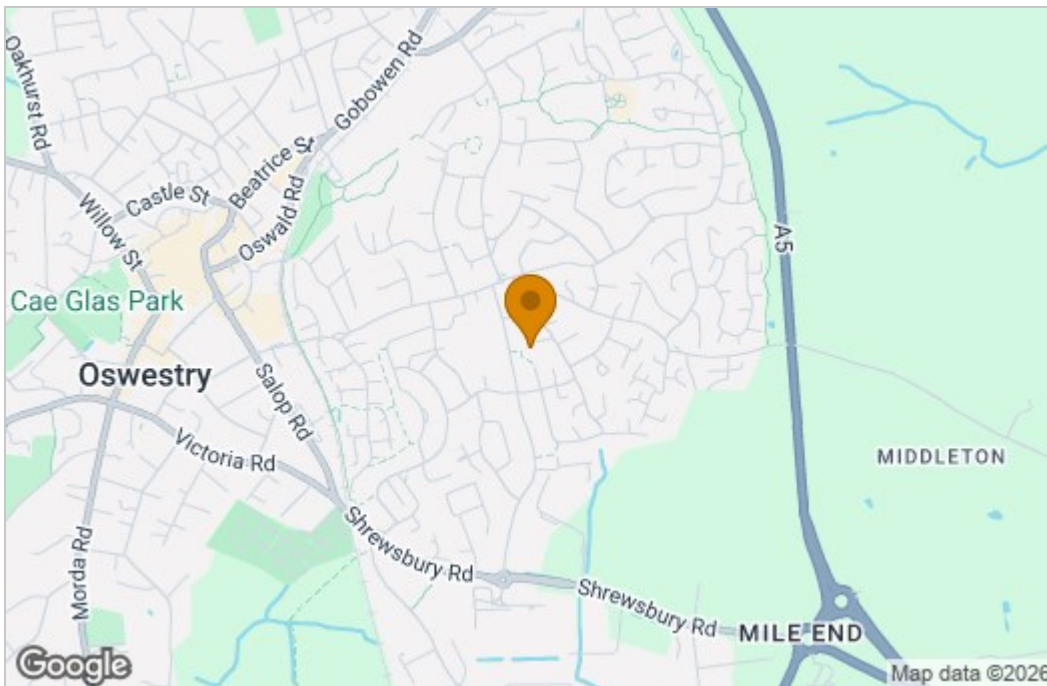 Oakhurst Rd
Gobowen Rd
Beatrice St
Castle St
Oswald Rd
Willow St
A5
Cae Glas Park
Oswestry
Salop Rd
Victoria Rd
MIDDLETON
Morda Rd
Shrewsbury Rd
Shrewsbury Rd
MILE END
Google
Map data ©2026